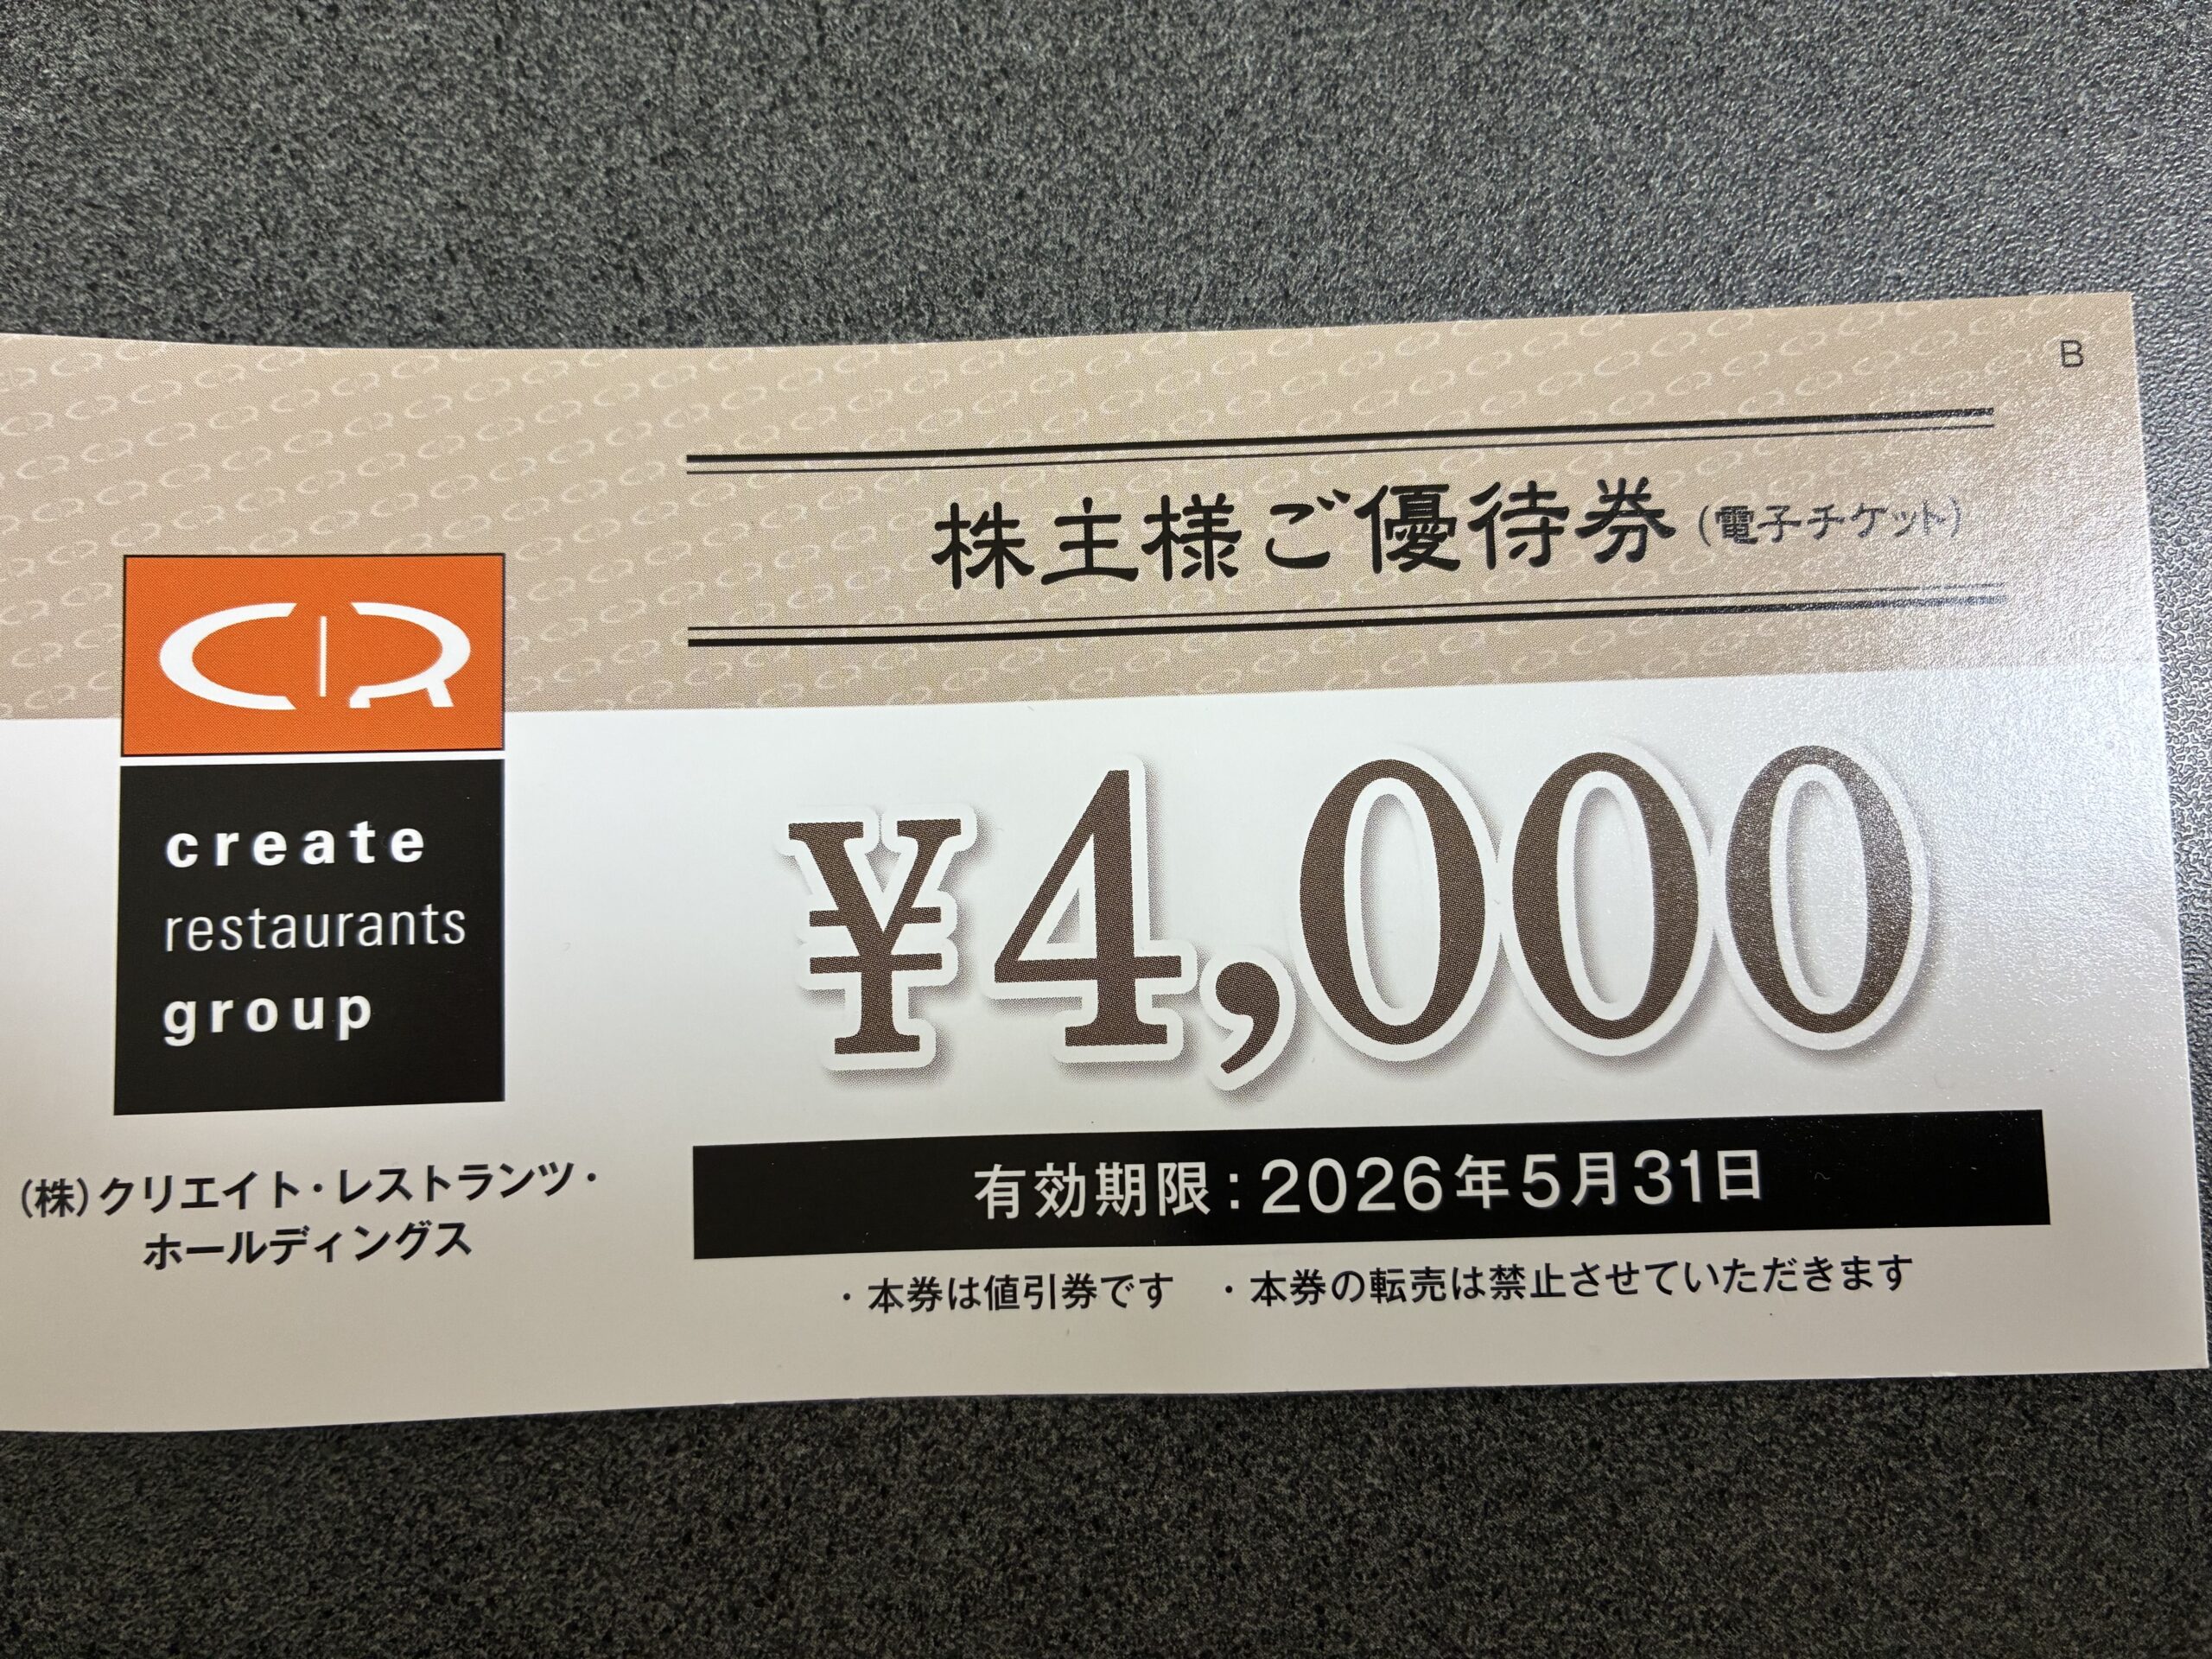 B
株主様ご優待券(電子チケット)
CR
create
restaurants
group
¥4,000
(株)クリエイト・レストランツ・
ホールディングス
有効期限:2026年5月31日
・本券は値引券です ・本券の転売は禁止させていただきます